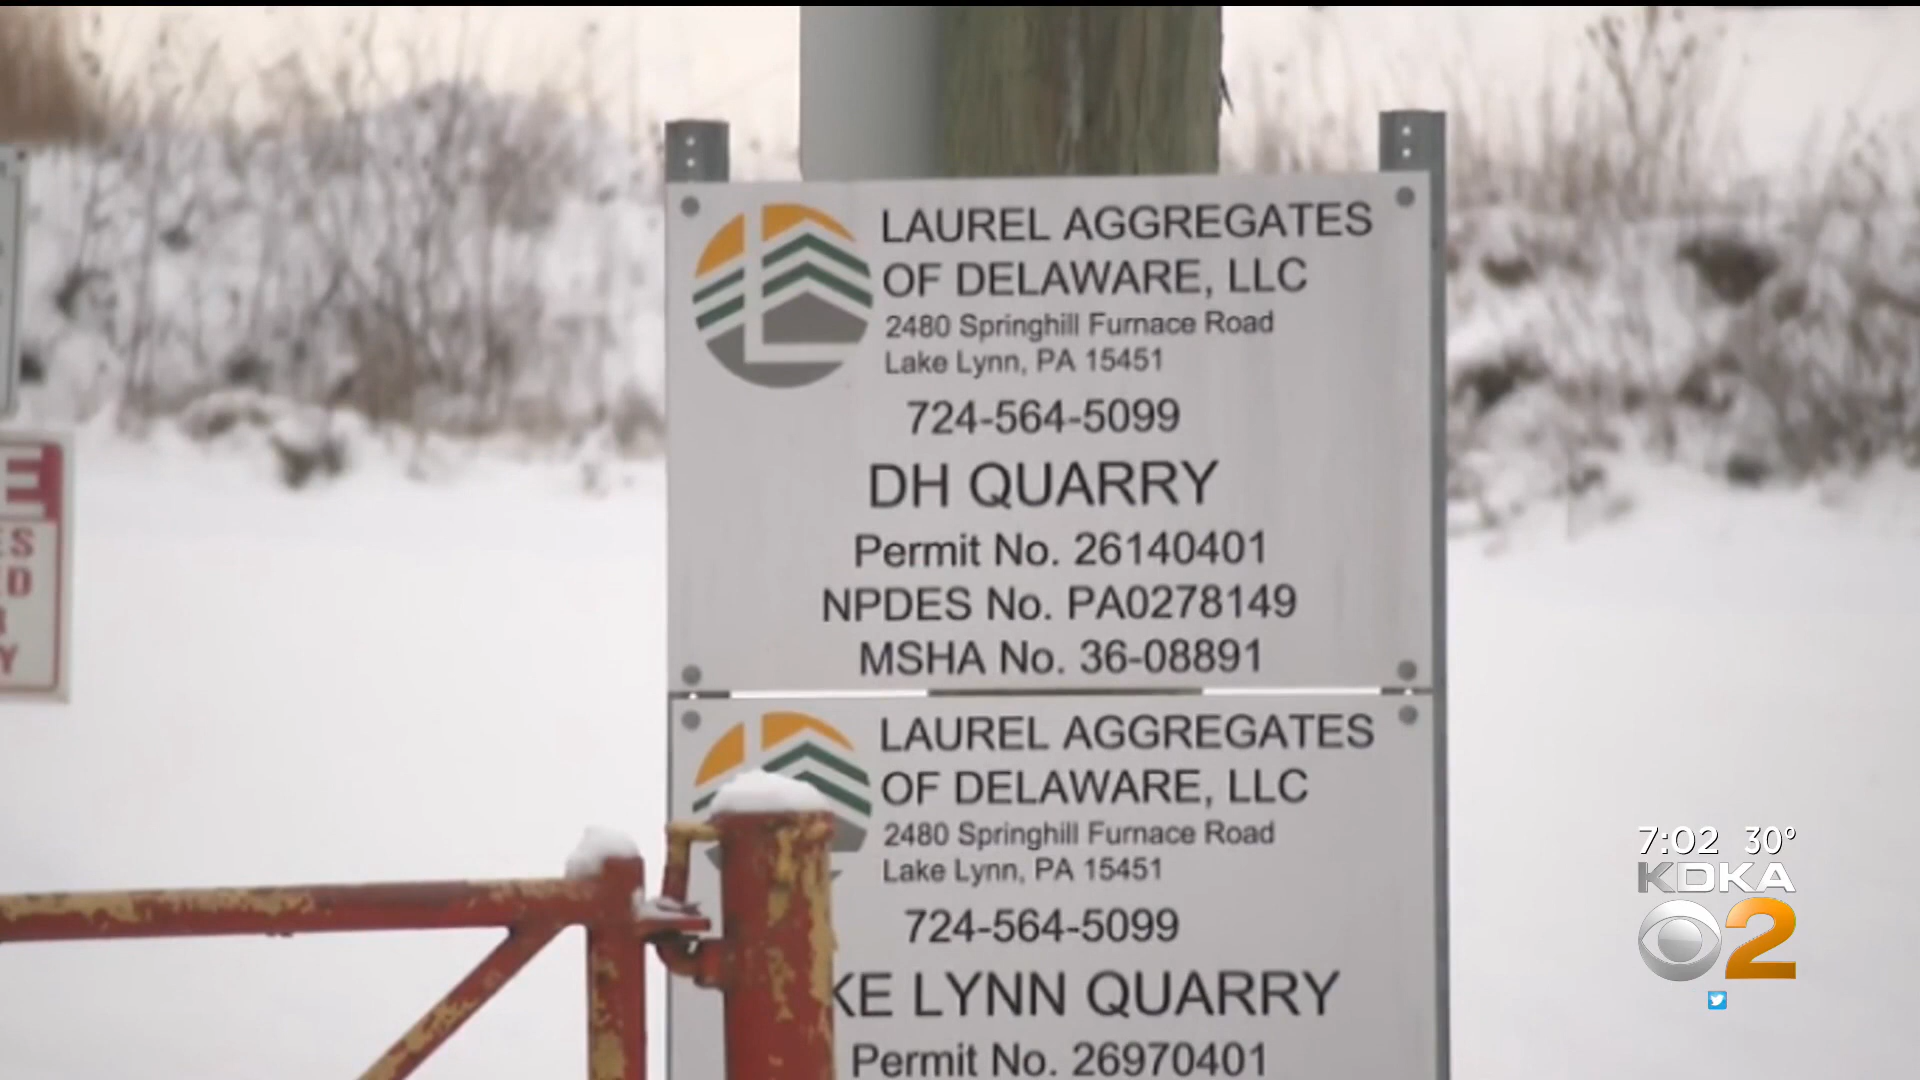 LAUREL AGGREGATES
OF DELAWARE, LLC
2480 Springhill Furnace Road
Lake Lynn, PA 15451
724-564-5099
DH QUARRY
Permit No. 26140401
NPDES No. PA0278149
MSHA No. 36-08891
LAUREL AGGREGATES
OF DELAWARE, LLC
2480 Springhill Furnace Road
Lake Lynn, PA 15451
724-564-5099
KE LYNN QUARRY
Permit No. 26970401
E
ES
D
R
Y
7:02 30°
KDKA
2